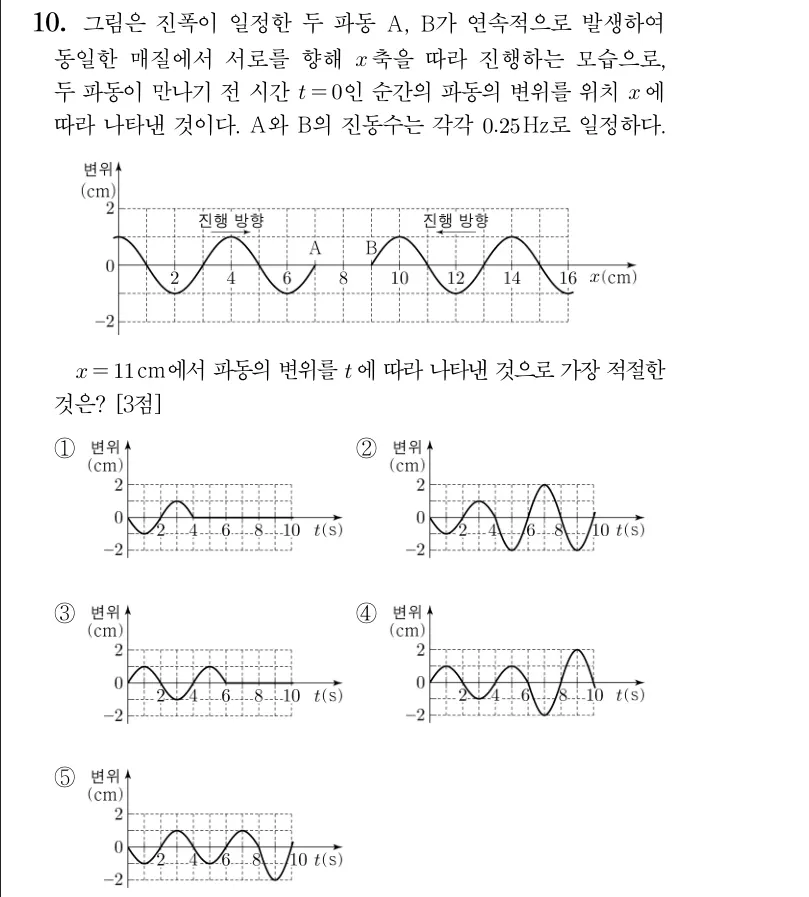 10. 그림은 진폭이 일정한 두 파동 A, B가 연속적으로 발생하여
동일한 매질에서 서로를 향해 x축을 따라 진행하는 모습으로,
두 파동이 만나기 전 시간 t=0인 순간의 파동의 변위를 위치 x에
따라 나타낸 것이다. A와 B의 진동수는 각각 0.25Hz로 일정하다.
변위
(cm)
2
진행 방향 진행 방향
A B
0 2 4 6 8 10 12 14 16 x(cm)
-2
x=11cm에서 파동의 변위를 t에 따라 나타낸 것으로 가장 적절한
것은? [3점]
① 변위
(cm)
2
0 2 4 6 8 10 t(s)
-2
② 변위
(cm)
2
0 2 4 6 8 10 t(s)
-2
③ 변위
(cm)
2
0 2 4 6 8 10 t(s)
-2
④ 변위
(cm)
2
0 2 4 6 8 10 t(s)
-2
⑤ 변위
(cm)
2
0 2 4 6 8 10 t(s)
-2